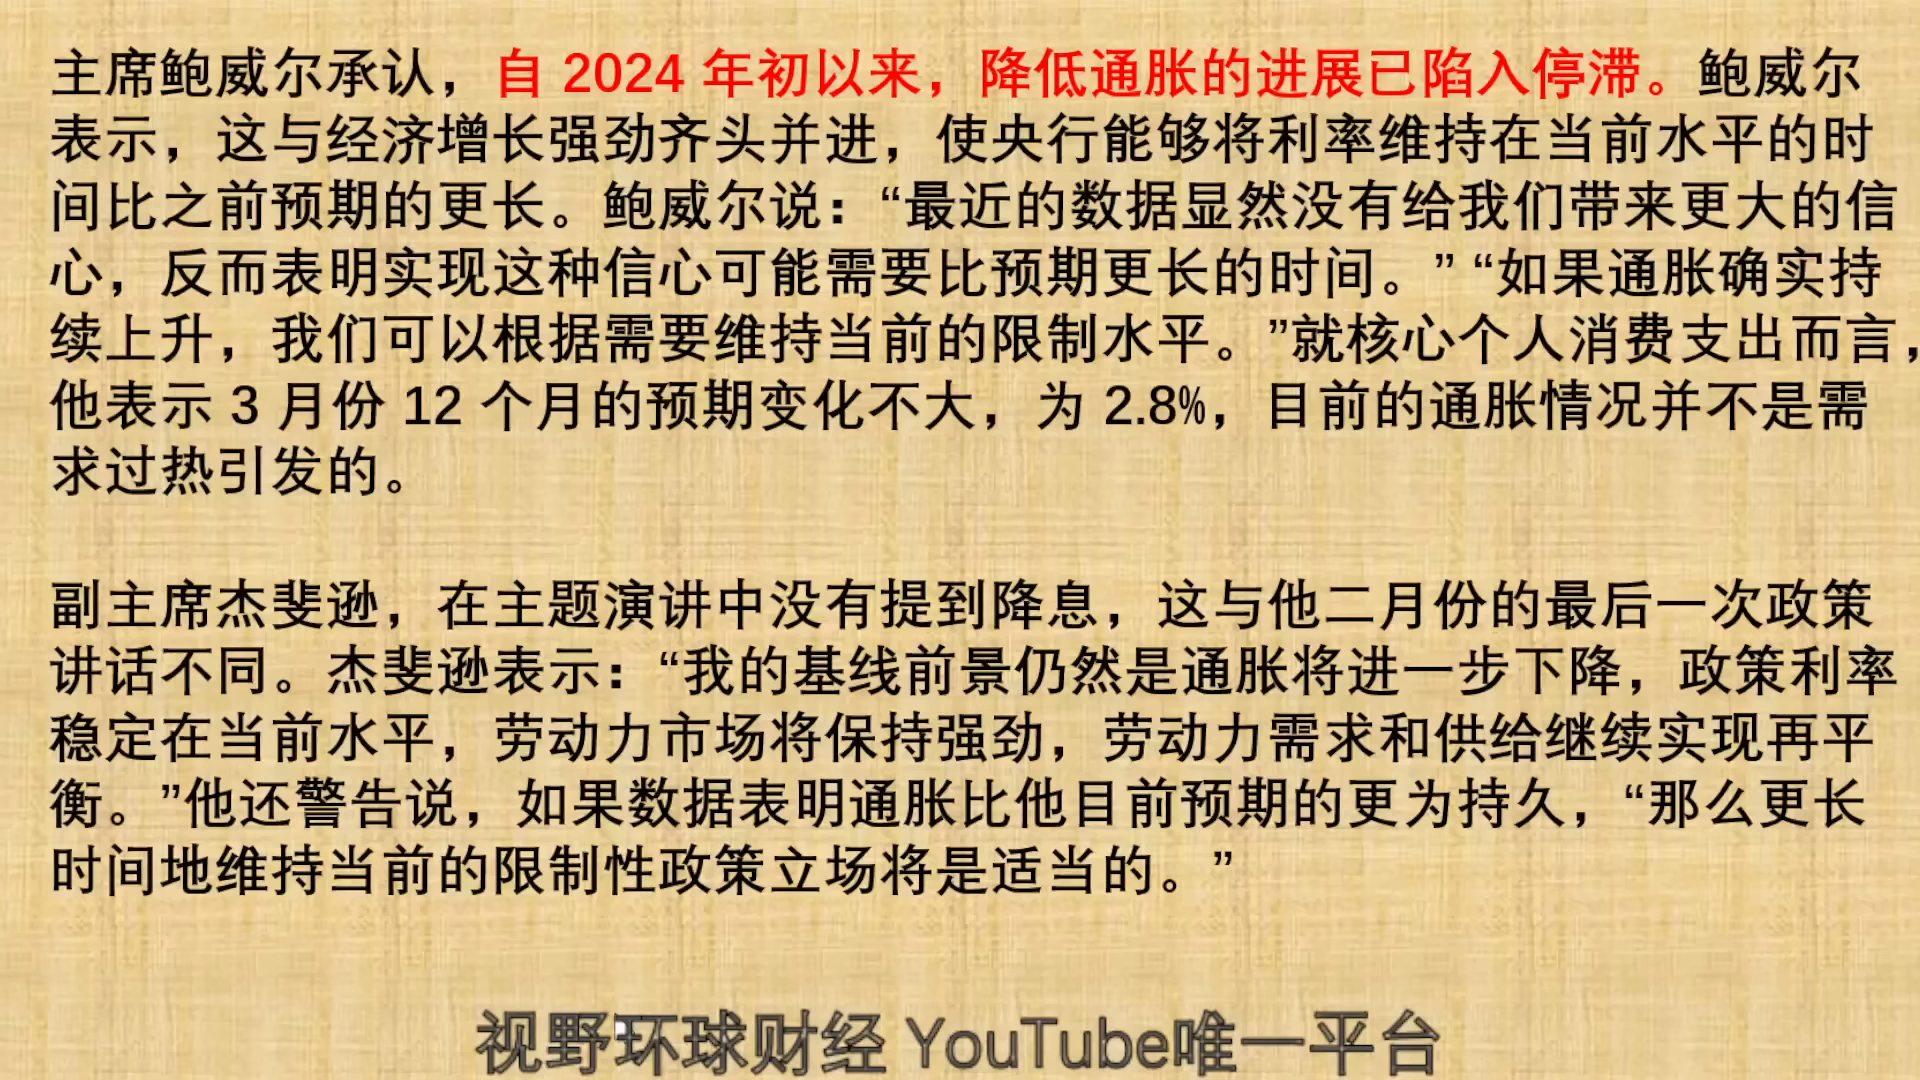 主席鲍威尔承认，自 2024 年初以来，降低通胀的进展已陷入停滞。鲍威尔
表示，这与经济增长强劲齐头并进，使央行能够将利率维持在当前水平的时
间比之前预期的更长。鲍威尔说：“最近的数据显然没有给我们带来更大的信
心，反而表明实现这种信心可能需要比预期更长的时间。” “如果通胀确实持
续上升，我们可以根据需要维持当前的限制水平。”就核心个人消费支出而言，
他表示 3 月份 12 个月的预期变化不大，为 2.8%，目前的通胀情况并不是需
求过热引发的。
副主席杰斐逊，在主题演讲中没有提到降息，这与他二月份的最后一次政策
讲话不同。杰斐逊表示：“我的基线前景仍然是通胀将进一步下降，政策利率
稳定在当前水平，劳动力市场将保持强劲，劳动力需求和供给继续实现再平
衡。”他还警告说，如果数据表明通胀比他目前预期的更为持久，“那么更长
时间地维持当前的限制性政策立场将是适当的。”
视野环球财经 YouTube唯一平台